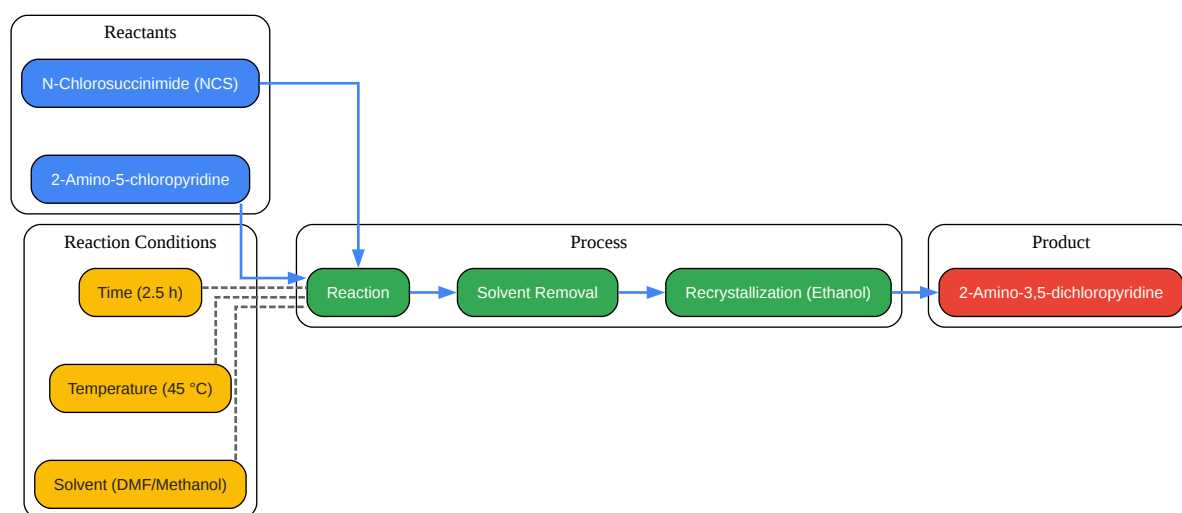 Reactants
N-Chlorosuccinimide (NCS)
2-Amino-5-chloropyridine
Reaction Conditions
Time (2.5 h)
Temperature (45 °C)
Solvent (DMF/Methanol)
Process
Reaction
Solvent Removal
Recrystallization (Ethanol)
Product
2-Amino-3,5-dichloropyridine